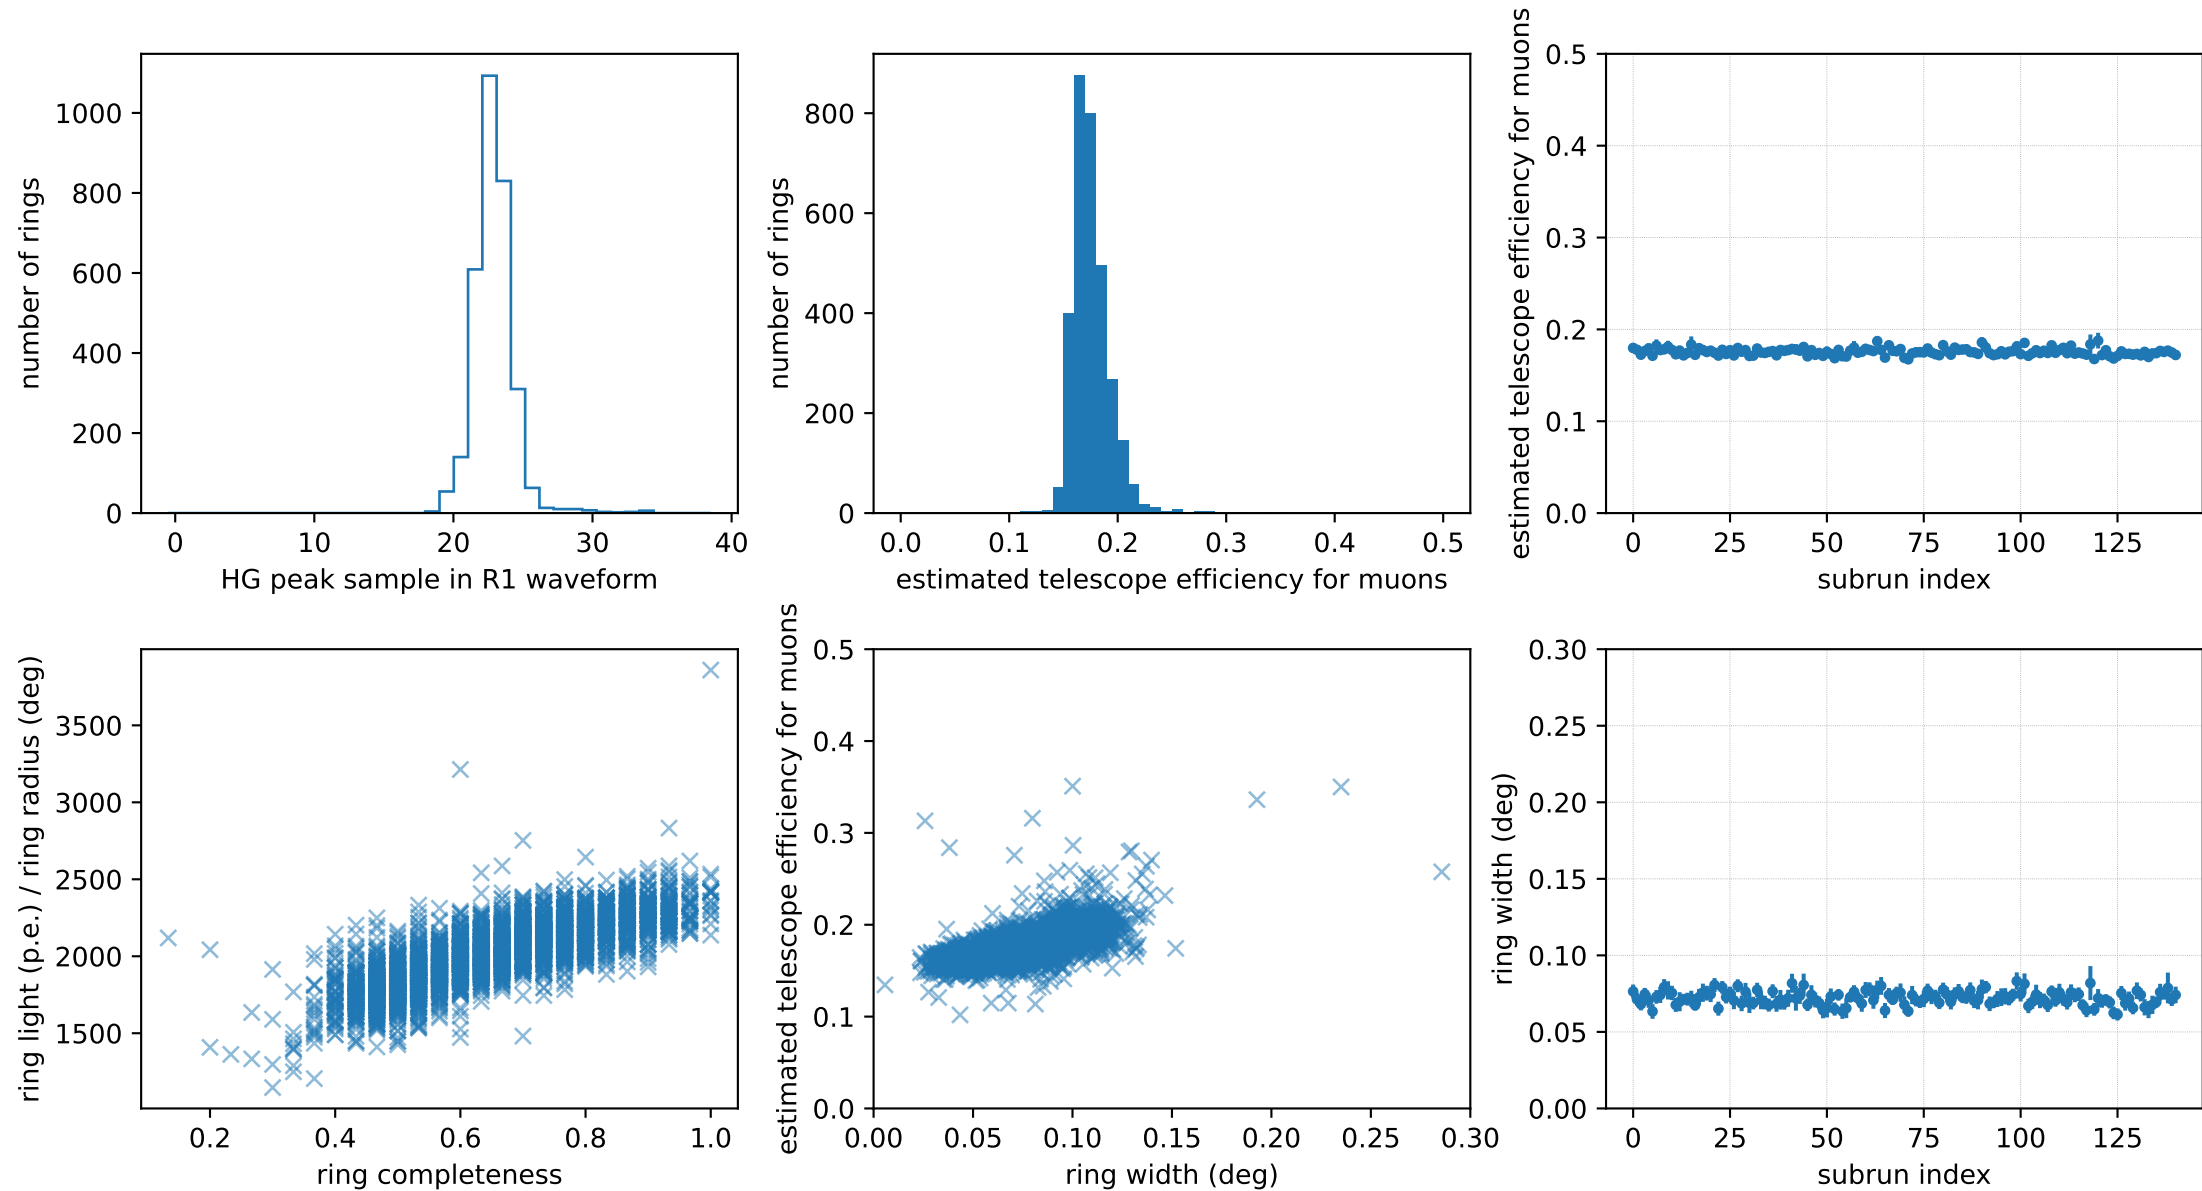 number of rings
1000
800
600
400
200
0
0 10 20 30 40
HG peak sample in R1 waveform
number of rings
800
600
400
200
0
0.0 0.1 0.2 0.3 0.4 0.5
estimated telescope efficiency for muons
estimated telescope efficiency for muons
0.5
0.4
0.3
0.2
0.1
0.0
0 25 50 75 100 125
subrun index
ring light (p.e.) / ring radius (deg)
3500
3000
2500
2000
1500
0.2 0.4 0.6 0.8 1.0
ring completeness
estimated telescope efficiency for muons
0.5
0.4
0.3
0.2
0.1
0.0
0.00 0.05 0.10 0.15 0.20 0.25 0.30
ring width (deg)
ring width (deg)
0.30
0.25
0.20
0.15
0.10
0.05
0.00
0 25 50 75 100 125
subrun index